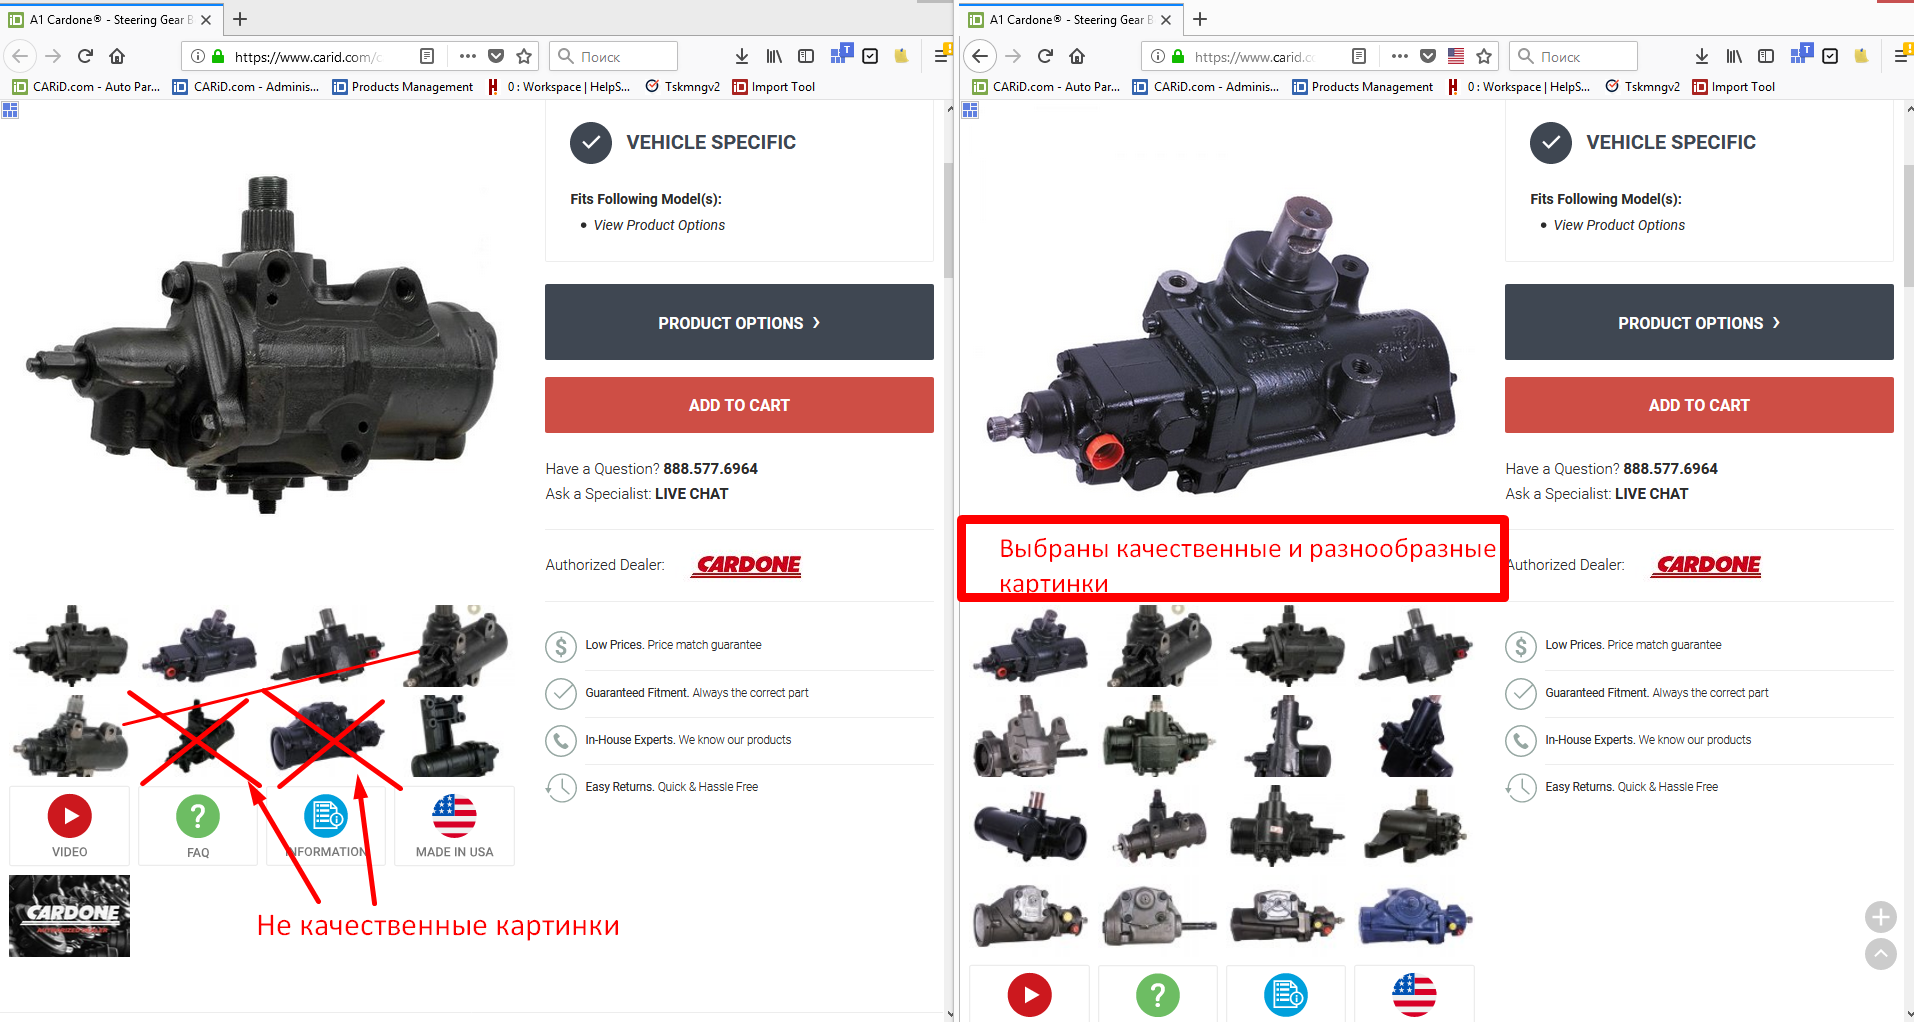 A1 Cardone® - Steering Gear B
https://www.carid.com/c
Поиск
T
CARiD.com - Auto Par...
CARiD.com - Adminis...
Products Management
0 : Workspace | HelpS...
Tskmngv2
Import Tool
VEHICLE SPECIFIC
Fits Following Model(s):
View Product Options
PRODUCT OPTIONS
ADD TO CART
Have a Question? 888.577.6964
Ask a Specialist: LIVE CHAT
Authorized Dealer: CARDONE
Low Prices. Price match guarantee
Guaranteed Fitment. Always the correct part
In-House Experts. We know our products
Easy Returns. Quick & Hassle Free
VIDEO
FAQ
INFORMATION
MADE IN USA
CARDONE
Не качественные картинки
A1 Cardone® - Steering Gear B
https://www.carid.co
Поиск
T
CARiD.com - Auto Par...
CARiD.com - Adminis...
Products Management
0 : Workspace | HelpS...
Tskmngv2
Import Tool
VEHICLE SPECIFIC
Fits Following Model(s):
View Product Options
PRODUCT OPTIONS
ADD TO CART
Have a Question? 888.577.6964
Ask a Specialist: LIVE CHAT
Выбраны качественные и разнообразные
картинки
Authorized Dealer: CARDONE
Low Prices. Price match guarantee
Guaranteed Fitment. Always the correct part
In-House Experts. We know our products
Easy Returns. Quick & Hassle Free